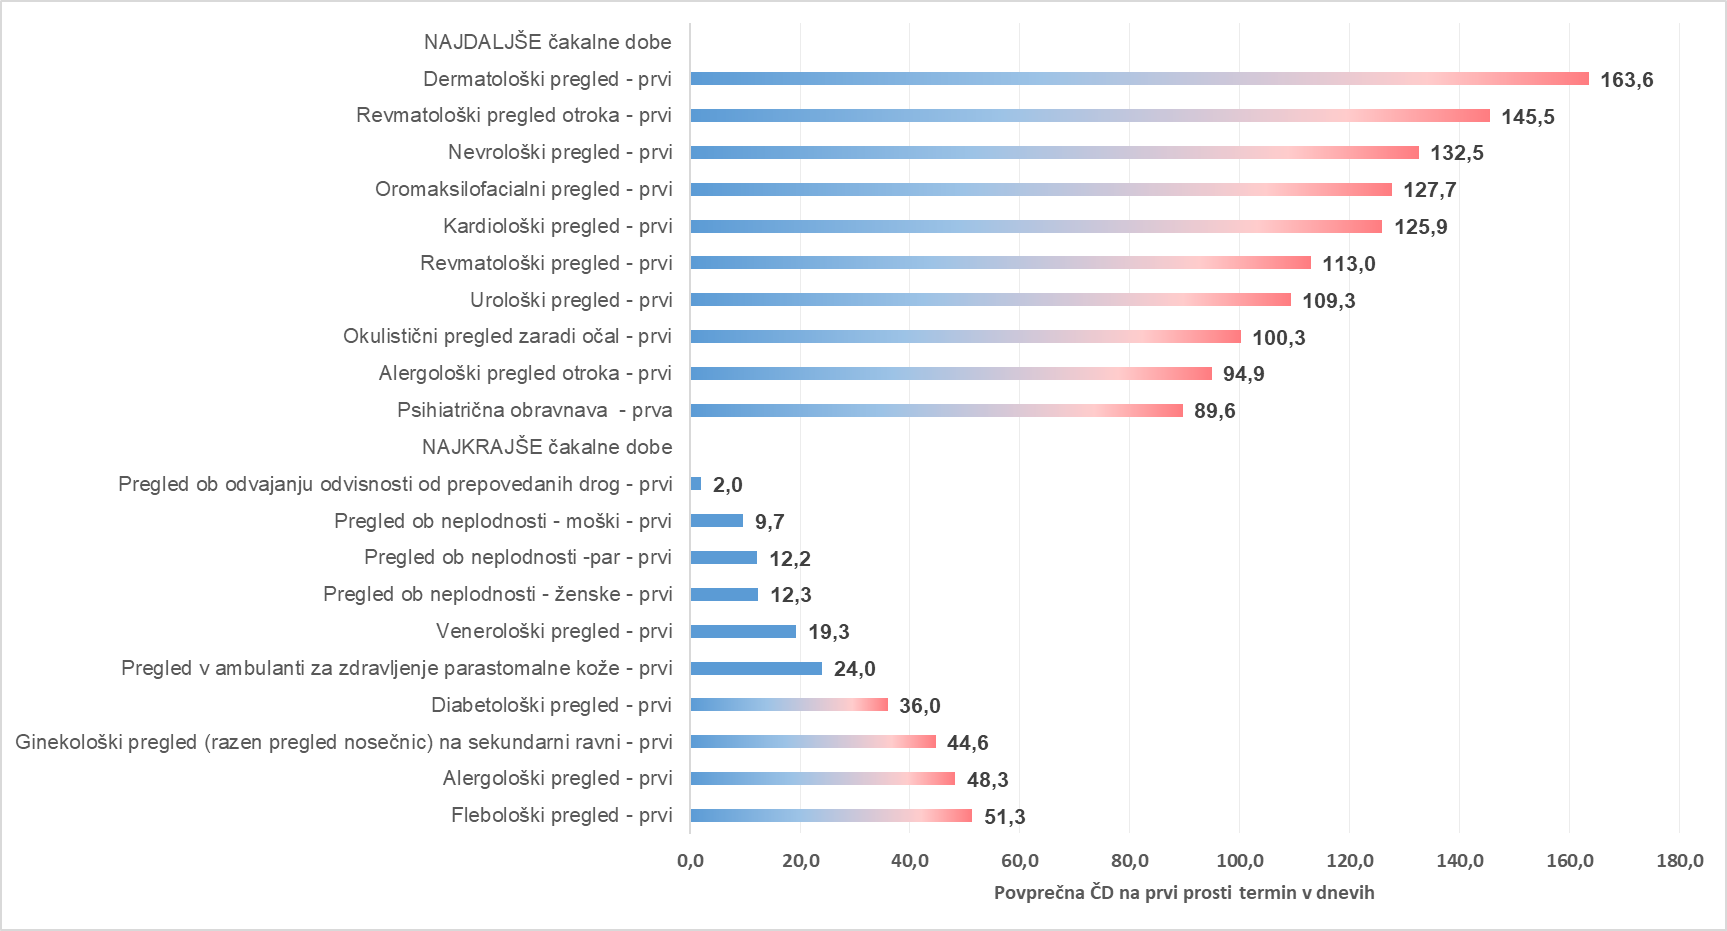 NAJDALJŠE čakalne dobe
Dermatološki pregled - prvi 163,6
Revmatološki pregled otroka - prvi 145,5
Nevrološki pregled - prvi 132,5
Oromaksilofacialni pregled - prvi 127,7
Kardiološki pregled - prvi 125,9
Revmatološki pregled - prvi 113,0
Urološki pregled - prvi 109,3
Okulistični pregled zaradi očal - prvi 100,3
Alergološki pregled otroka - prvi 94,9
Psihiatrična obravnava  - prva 89,6
NAJKRAJŠE čakalne dobe
Pregled ob odvajanju odvisnosti od prepovedanih drog - prvi 2,0
Pregled ob neplodnosti - moški - prvi 9,7
Pregled ob neplodnosti -par - prvi 12,2
Pregled ob neplodnosti - ženske - prvi 12,3
Venerološki pregled - prvi 19,3
Pregled v ambulanti za zdravljenje parastomalne kože - prvi 24,0
Diabetološki pregled - prvi 36,0
Ginekološki pregled (razen pregled nosečnic) na sekundarni ravni - prvi 44,6
Alergološki pregled - prvi 48,3
Flebološki pregled - prvi 51,3
0,0 20,0 40,0 60,0 80,0 100,0 120,0 140,0 160,0 180,0
Povprečna ČD na prvi prosti termin v dnevih